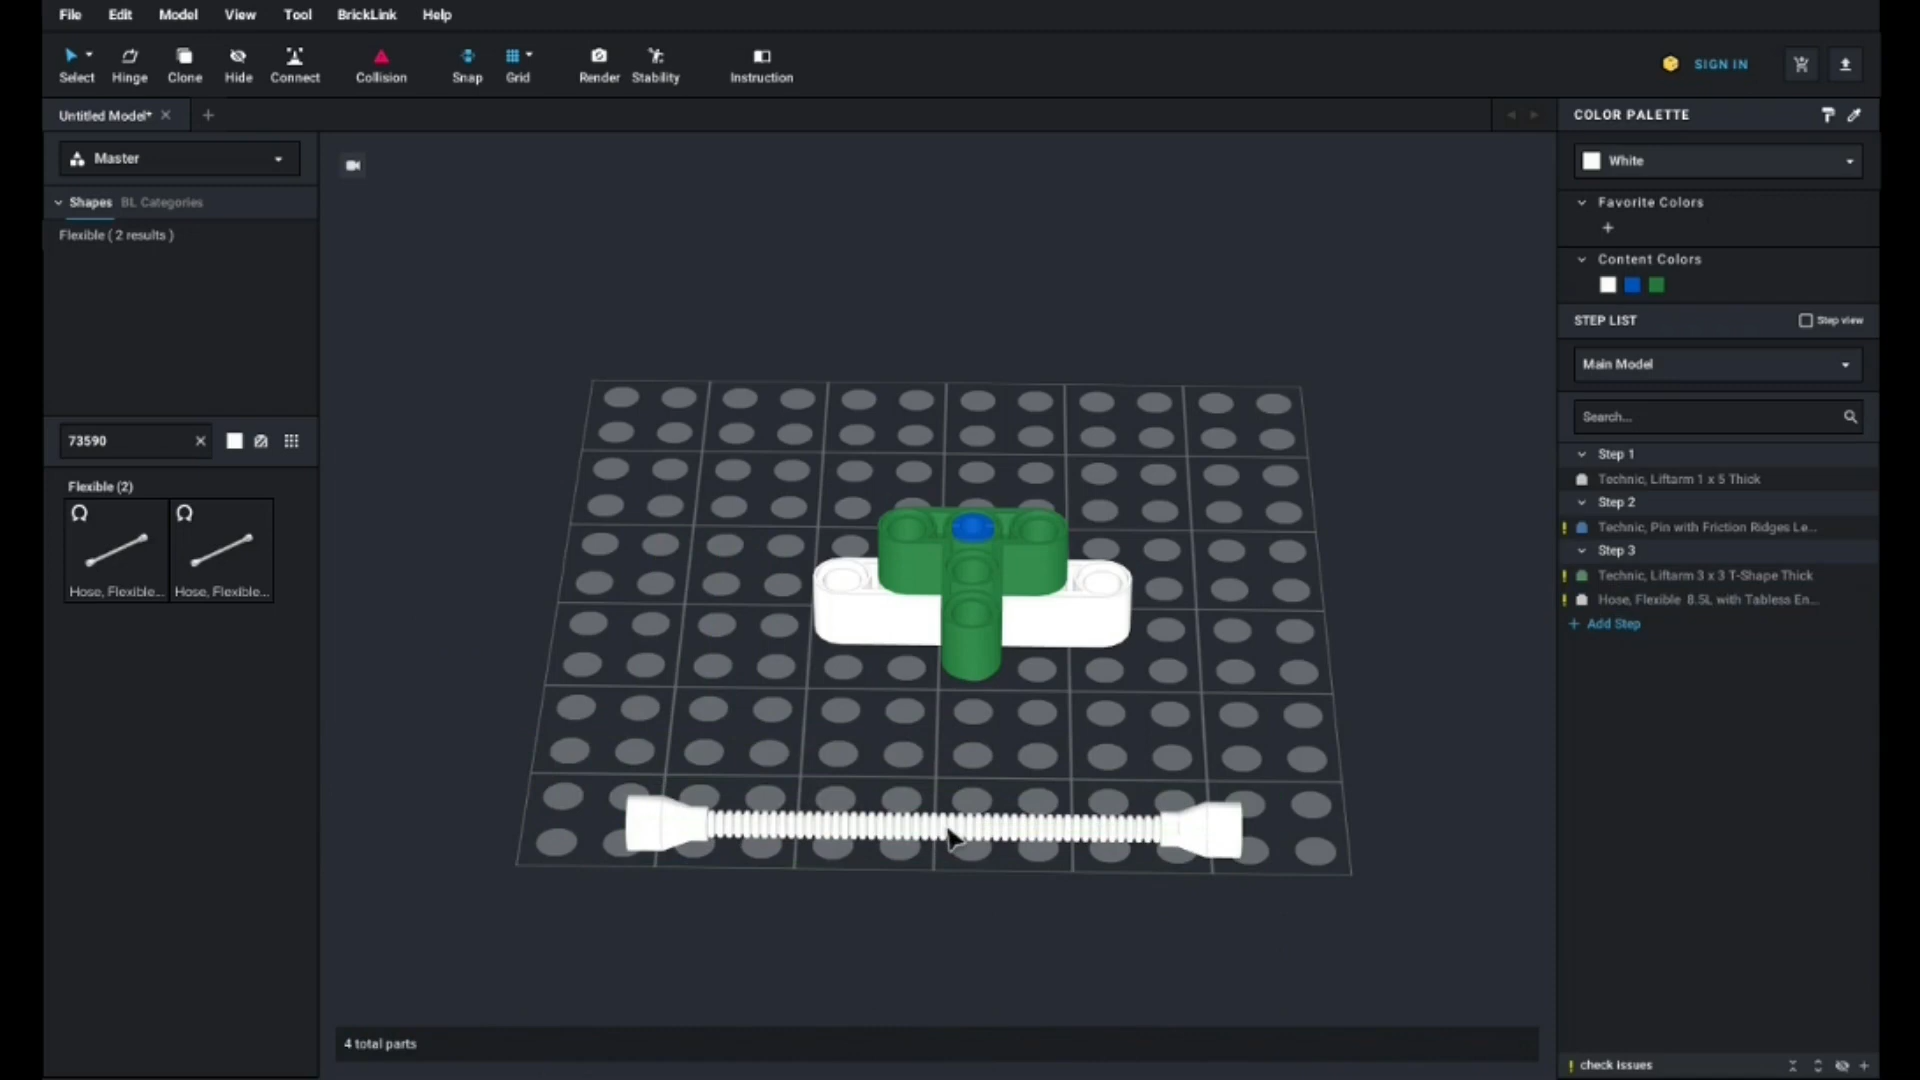 File Edit Model View Tool BrickLink Help
Select Hinge Clone Hide Connect Collision Snap Grid Render Stability Instruction
SIGN IN
Untitled Model*
COLOR PALETTE
Master
White
Shapes BL Categories
Favorite Colors
Flexible ( 2 results )
Content Colors
STEP LIST
Step view
Main Model
Search...
73590
Step 1
Technic, Liftarm 1 x 5 Thick
Flexible (2)
Step 2
Technic, Pin with Friction Ridges Le...
Step 3
Technic, Liftarm 3 x 3 T-Shape Thick
Hose, Flexible... Hose, Flexible...
Hose, Flexible 8.5L with Tabless En...
+ Add Step
4 total parts
! check issues